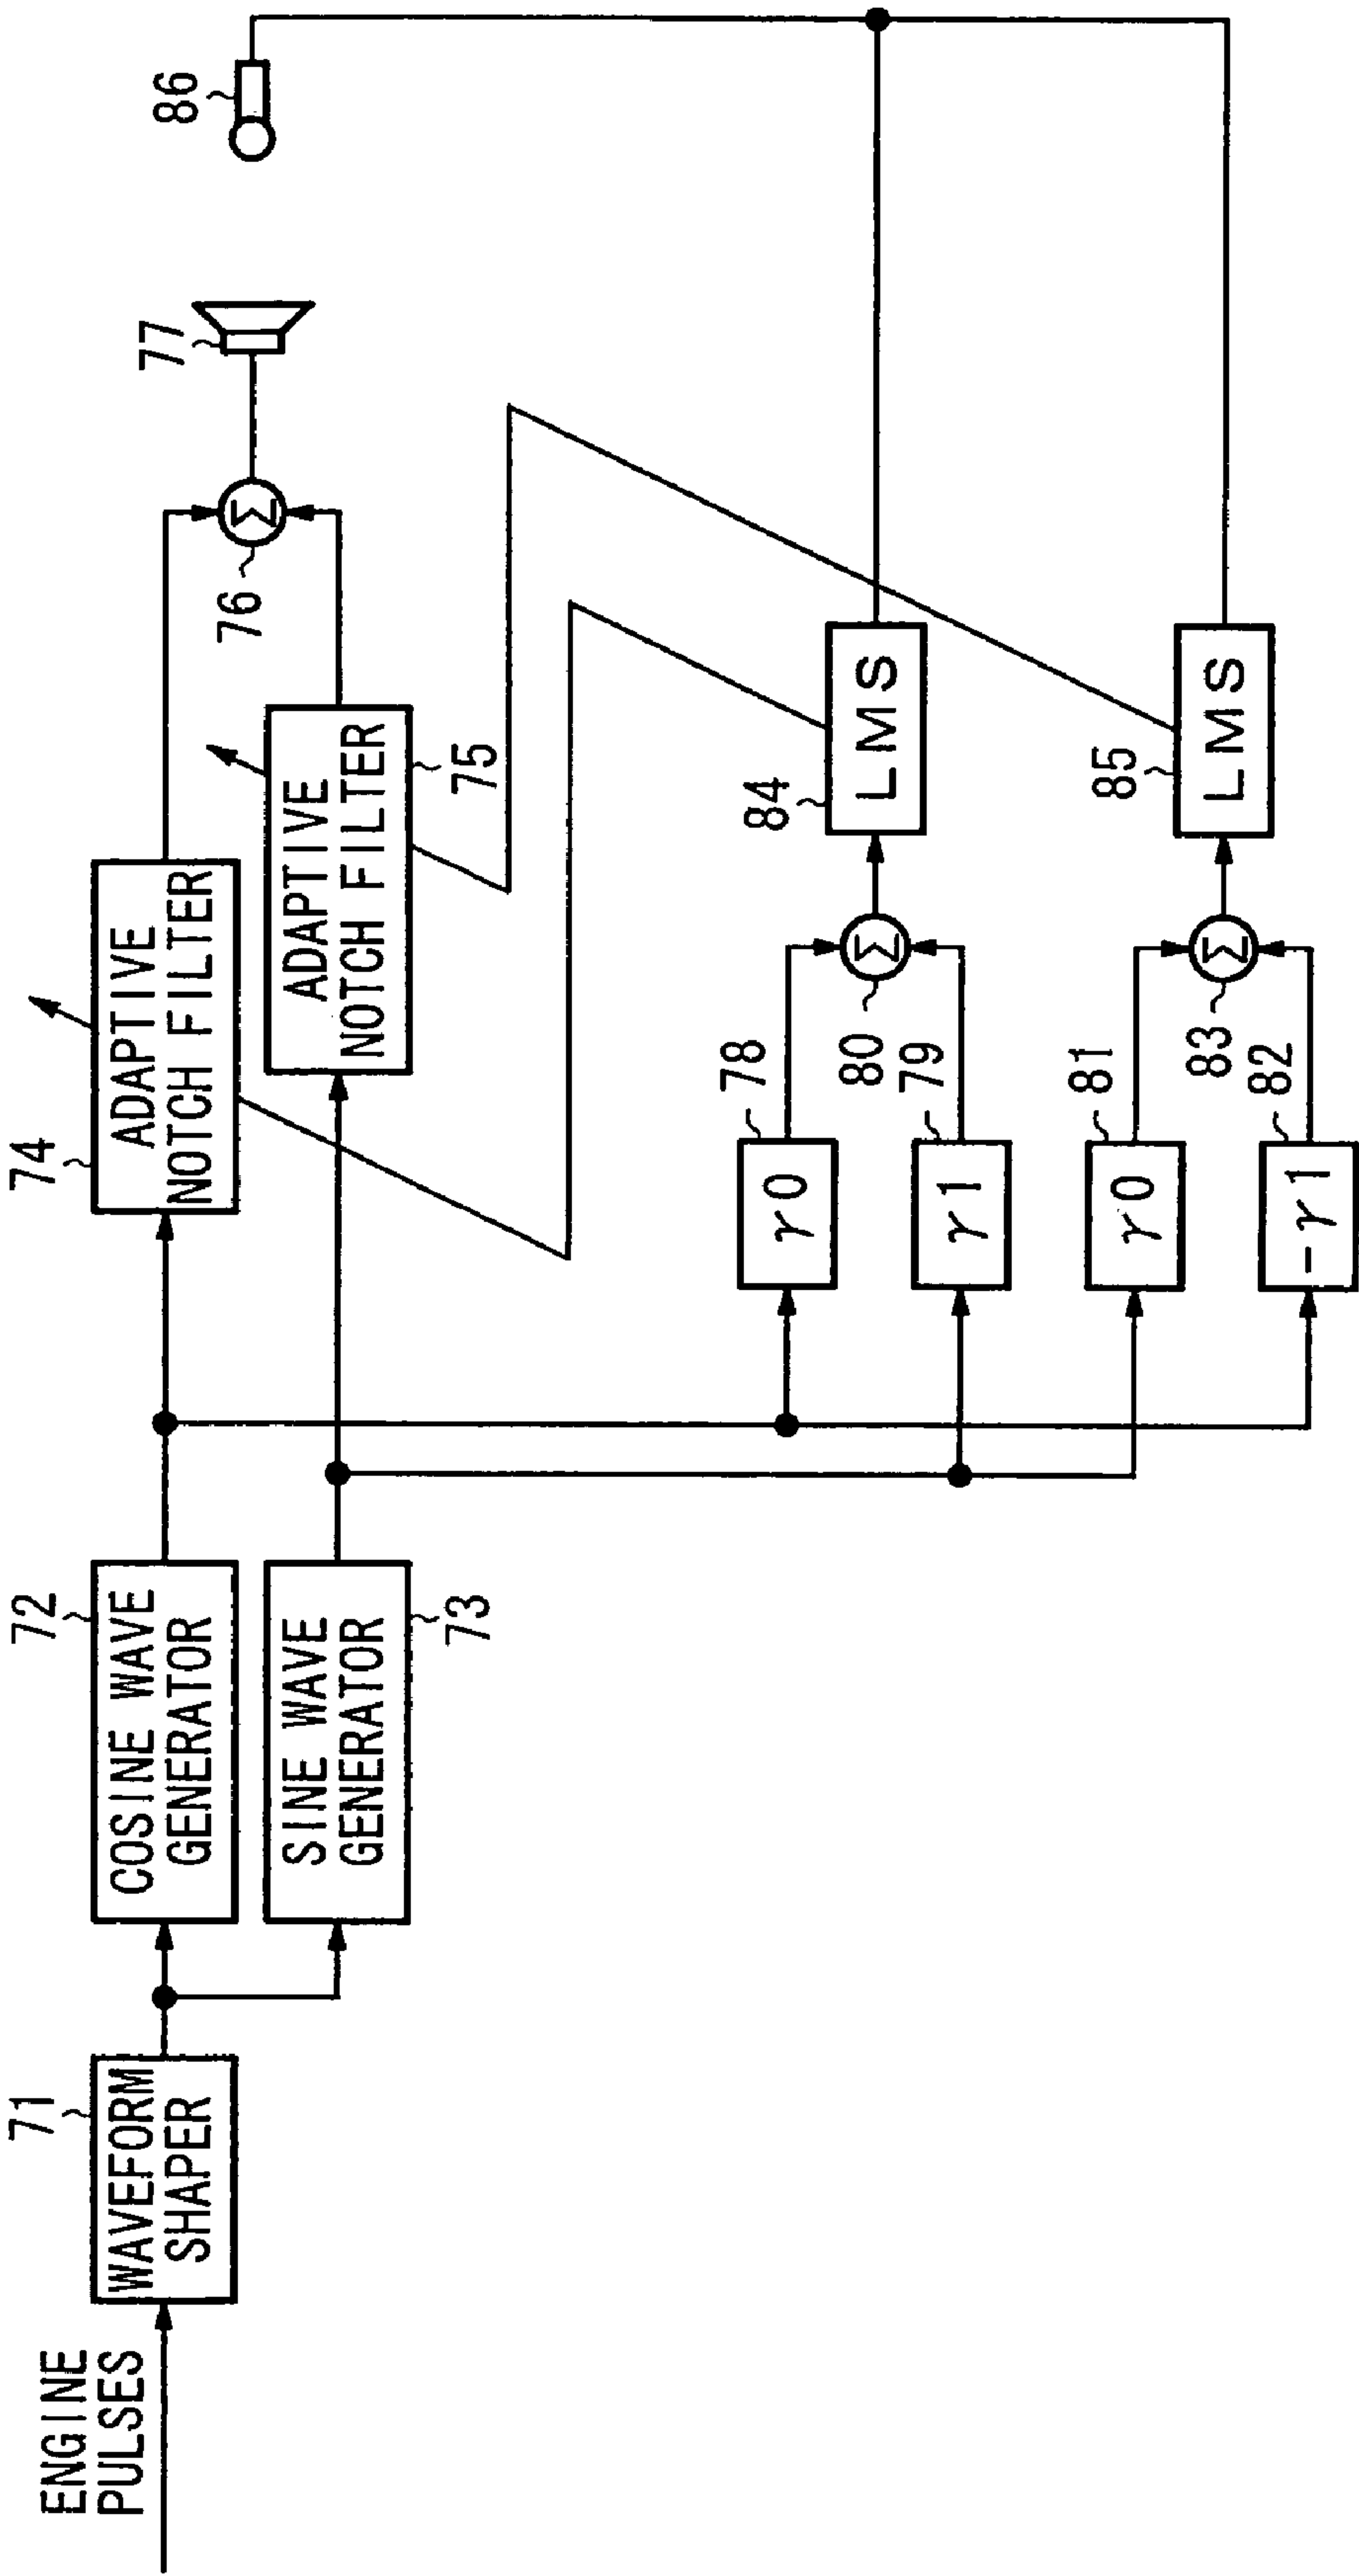 ENGINE
PULSES
71
WAVEFORM
SHAPER
72
COSINE WAVE
GENERATOR
SINE WAVE
GENERATOR
73
74
ADAPTIVE
NOTCH FILTER
ADAPTIVE
NOTCH FILTER
75
76
Σ
77
86
γ0
78
γ1
79
Σ
80
γ0
81
-γ1
82
Σ
83
84
LMS
85
LMS